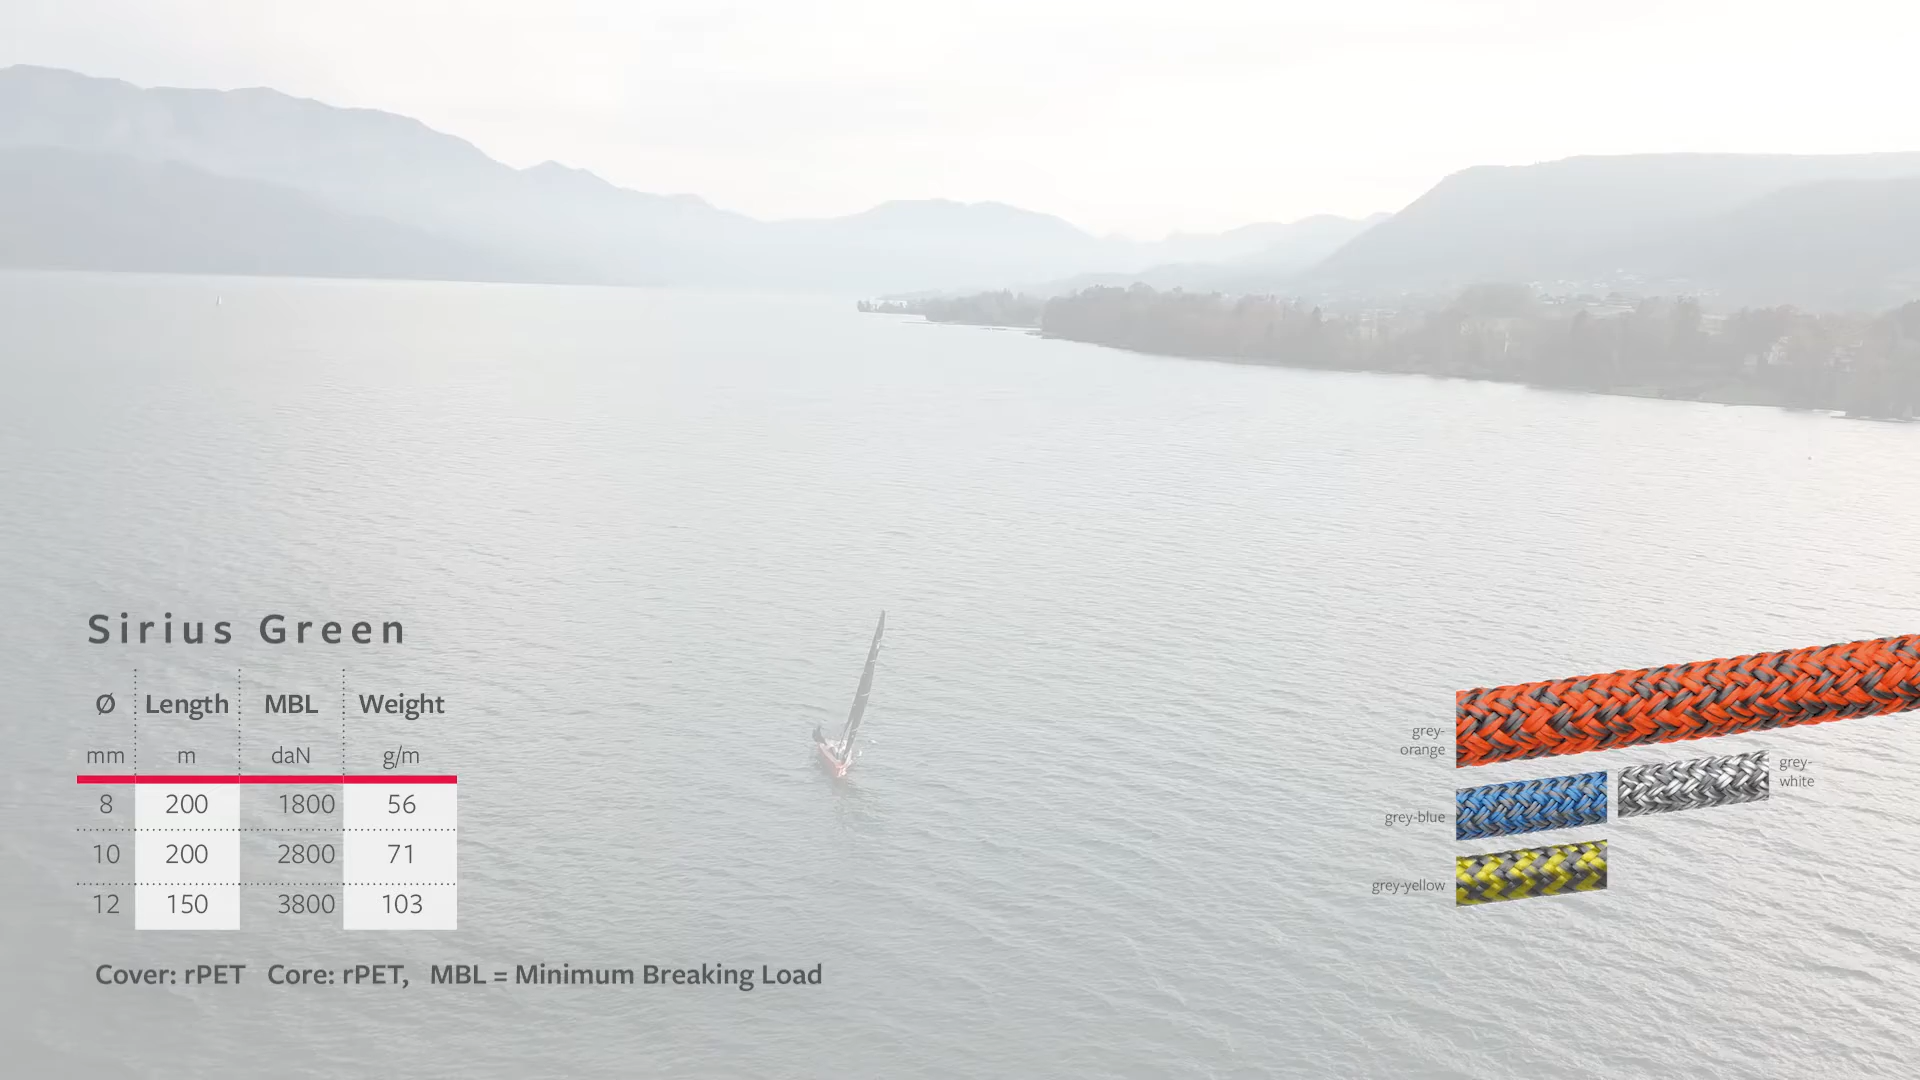 Sirius Green
Ø Length MBL Weight
mm m daN g/m
8 200 1800 56
10 200 2800 71
12 150 3800 103
Cover: rPET Core: rPET, MBL = Minimum Breaking Load
grey-
orange
grey-
white
grey-blue
grey-yellow